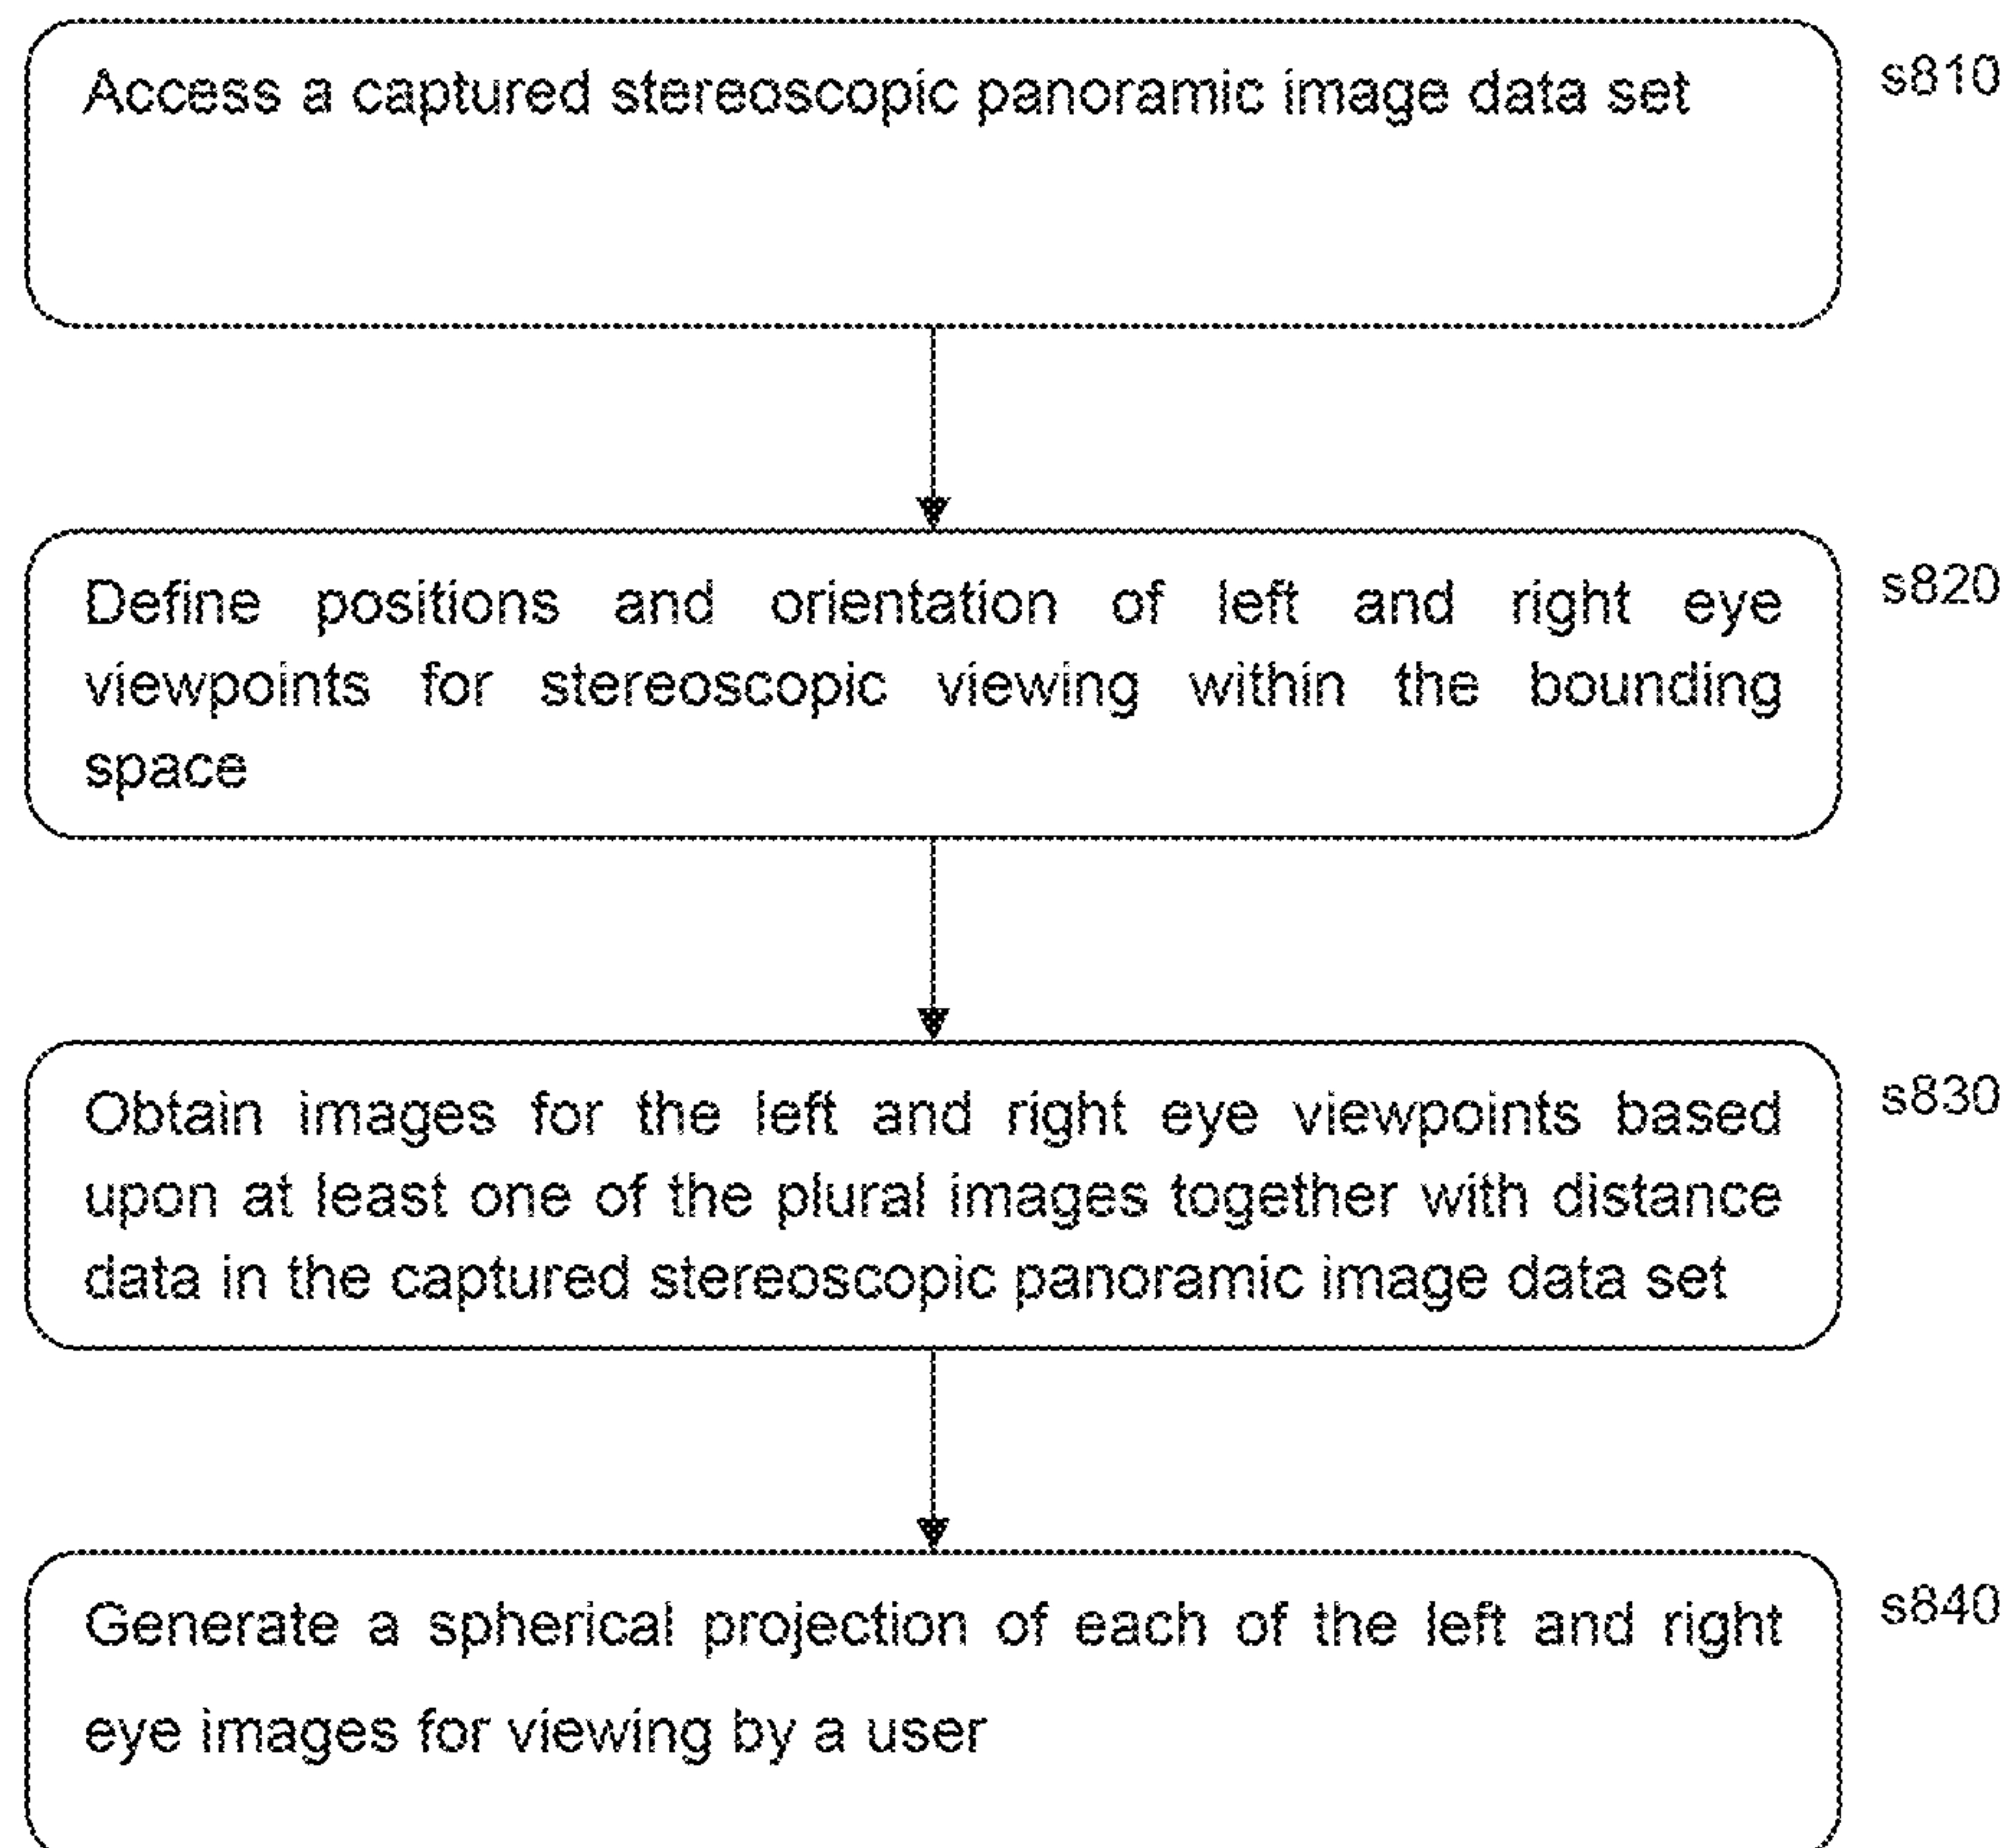 Access a captured stereoscopic panoramic image data set
s810
Define positions and orientation of left and right eye
viewpoints for stereoscopic viewing within the bounding
space
s820
Obtain images for the left and right eye viewpoints based
upon at least one of the plural images together with distance
data in the captured stereoscopic panoramic image data set
s830
Generate a spherical projection of each of the left and right
eye images for viewing by a user
s840